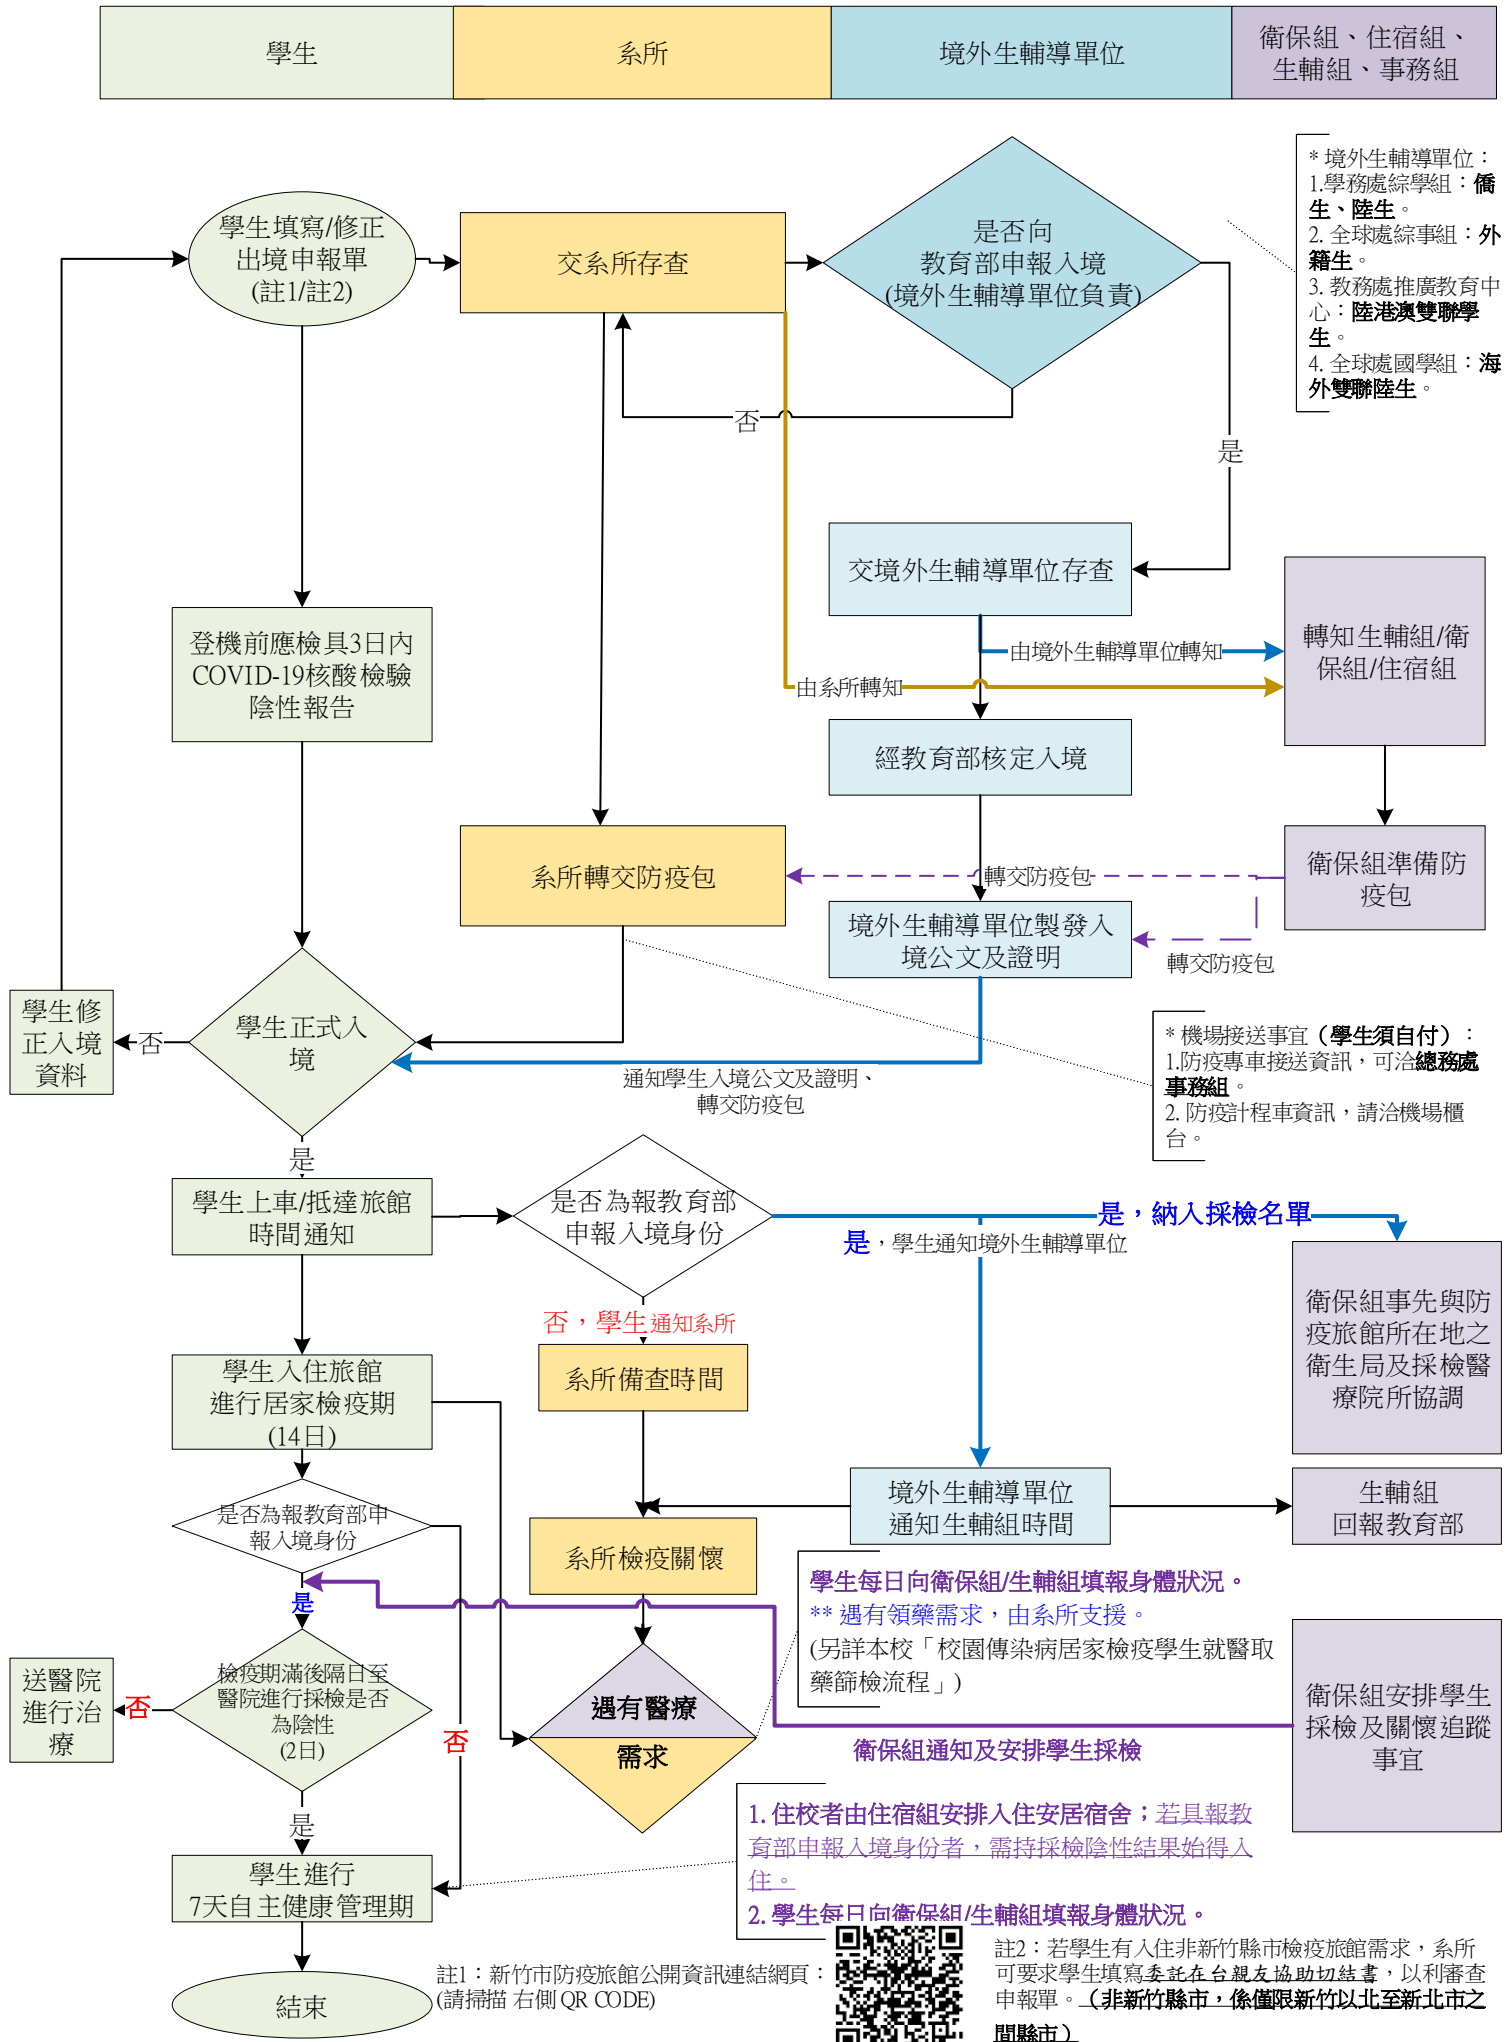 學生
系所
境外生輔導單位
衛保組、住宿組、
生輔組、事務組
學生填寫/修正
出境申報單
(註1/註2)
交系所存查
是否向
教育部申報入境
(境外生輔導單位負責)
* 境外生輔導單位：
1.學務處綜學組：僑
生、陸生。
2. 全球處綜事組：外
籍生。
3. 教務處推廣教育中
心：陸港澳雙聯學
生。
4. 全球處國學組：海
外雙聯陸生。
否
是
交境外生輔導單位存查
登機前應檢具3日內
COVID-19核酸檢驗
陰性報告
由境外生輔導單位轉知
由系所轉知
轉知生輔組/衛
保組/住宿組
經教育部核定入境
系所轉交防疫包
轉交防疫包
衛保組準備防
疫包
境外生輔導單位製發入
境公文及證明
轉交防疫包
學生修
正入境
資料
否
學生正式入
境
通知學生入境公文及證明、
轉交防疫包
* 機場接送事宜（學生須自付）：
1.防疫專車接送資訊，可洽總務處
事務組。
2. 防疫計程車資訊，請洽機場櫃
台。
是
學生上車/抵達旅館
時間通知
是否為報教育部
申報入境身份
是，納入採檢名單
是，學生通知境外生輔導單位
否，學生通知系所
衛保組事先與防
疫旅館所在地之
衛生局及採檢醫
療院所協調
學生入住旅館
進行居家檢疫期
(14日)
系所備查時間
境外生輔導單位
通知生輔組時間
生輔組
回報教育部
是否為報教育部申
報入境身份
系所檢疫關懷
學生每日向衛保組/生輔組填報身體狀況。
** 遇有領藥需求，由系所支援。
(另詳本校「校園傳染病居家檢疫學生就醫取
藥篩檢流程」)
是
送醫院
進行治
療
否
檢疫期滿後隔日至
醫院進行採檢是否
為陰性
(2日)
否
遇有醫療
需求
衛保組通知及安排學生採檢
衛保組安排學生
採檢及關懷追蹤
事宜
是
1. 住校者由住宿組安排入住安居宿舍；若具報教
育部申報入境身份者，需持採檢陰性結果始得入
住。
2. 學生每日向衛保組/生輔組填報身體狀況。
學生進行
7天自主健康管理期
結束
註1：新竹市防疫旅館公開資訊連結網頁：
(請掃描 右側 QR CODE)
註2：若學生有入住非新竹縣市檢疫旅館需求，系所
可要求學生填寫委託在台親友協助切結書，以利審查
申報單。（非新竹縣市，係僅限新竹以北至新北市之
間縣市）